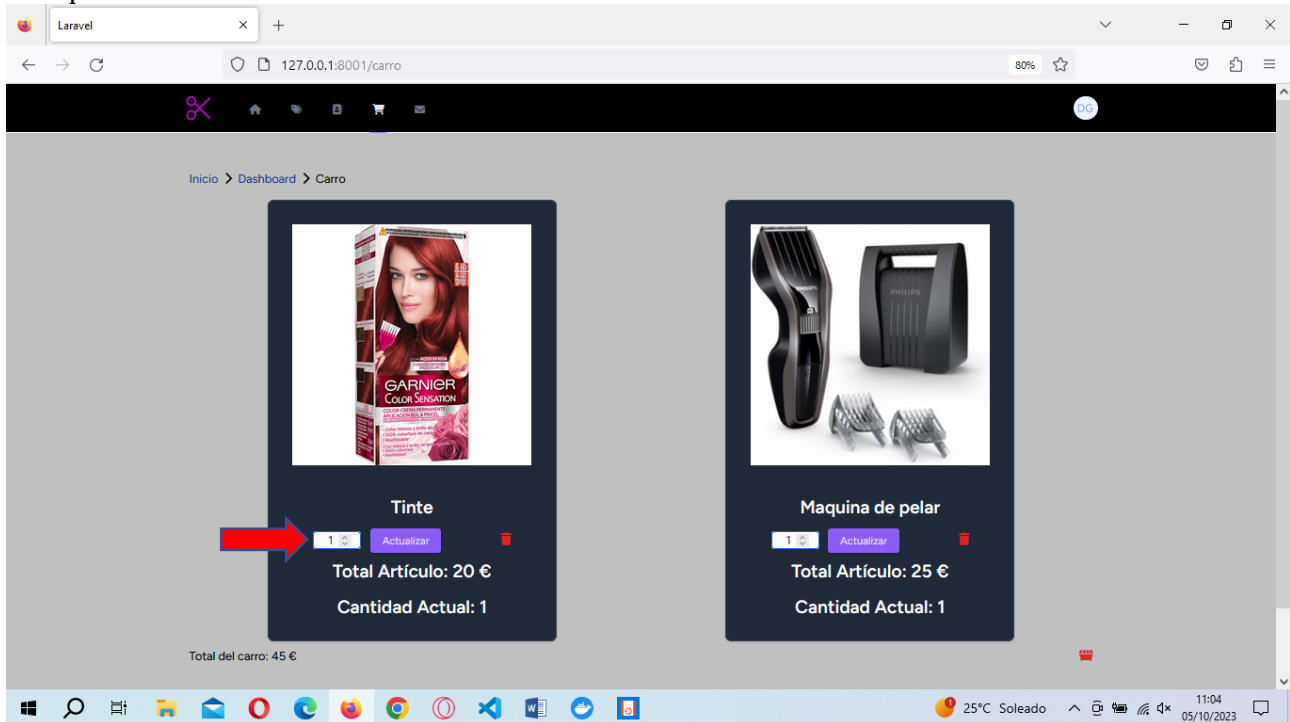 Laravel
127.0.0.1:8001/carro
80%
DG
Inicio Dashboard Carro
GARNIER
COLOR SENSATION
PHILIPS
PHILIPS
Tinte
1 Actualizar
Total Artículo: 20 €
Cantidad Actual: 1
Maquina de pelar
1 Actualizar
Total Artículo: 25 €
Cantidad Actual: 1
Total del carro: 45 €
25°C Soleado
11:04
05/10/2023